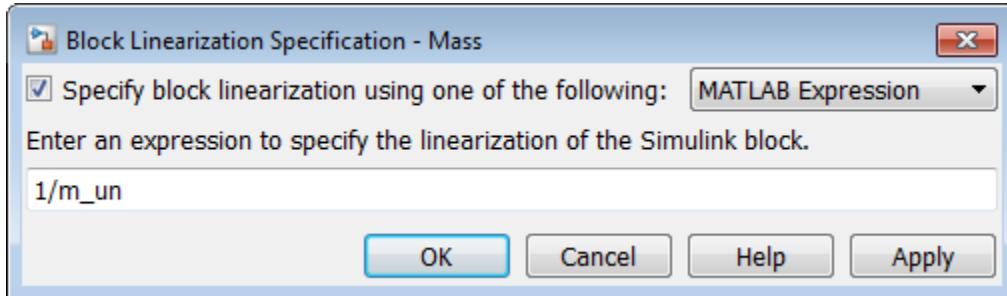 Block Linearization Specification - Mass
Specify block linearization using one of the following: MATLAB Expression
Enter an expression to specify the linearization of the Simulink block.
1/m_un
OK Cancel Help Apply